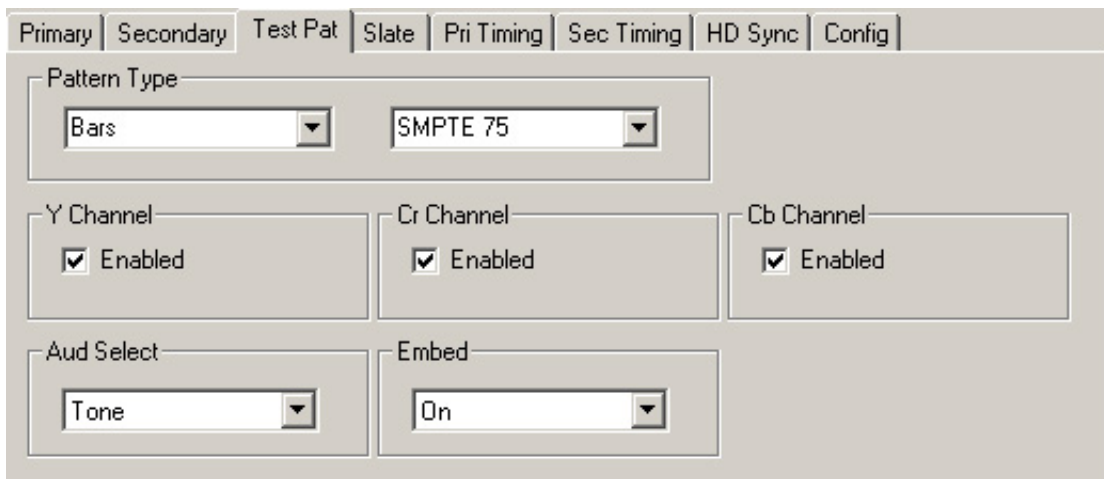 Primary Secondary Test Pat Slate Pri Timing Sec Timing HD Sync Config
Pattern Type
Bars SMPTE 75
Y Channel Cr Channel Cb Channel
Enabled Enabled Enabled
Aud Select Embed
Tone On